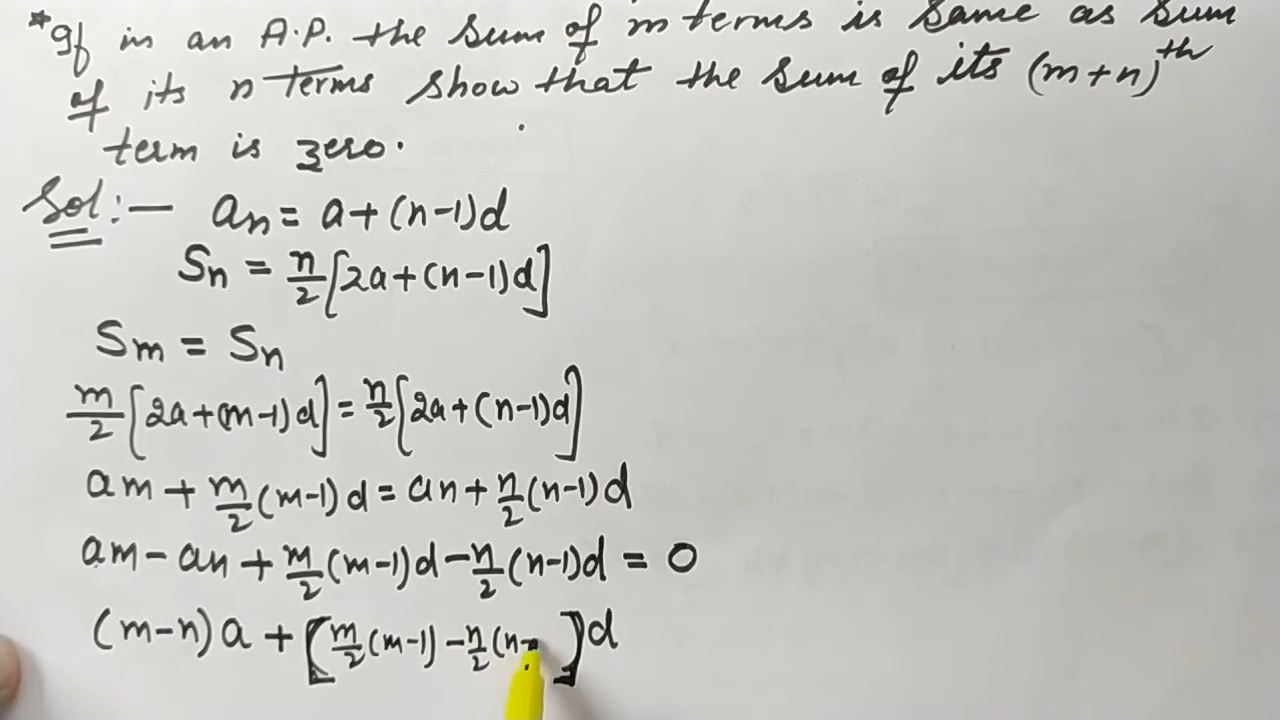 *If in an A.P. the sum of m terms is same as sum
of its n terms show that the sum of its (m+n)th
term is zero.
Sol:- an = a+(n-1)d
Sn = n/2[2a+(n-1)d]
Sm = Sn
m/2[2a+(m-1)d] = n/2[2a+(n-1)d]
am + m/2(m-1)d = an + n/2(n-1)d
am - an + m/2(m-1)d - n/2(n-1)d = 0
(m-n)a + [m/2(m-1) - n/2(n- ]d